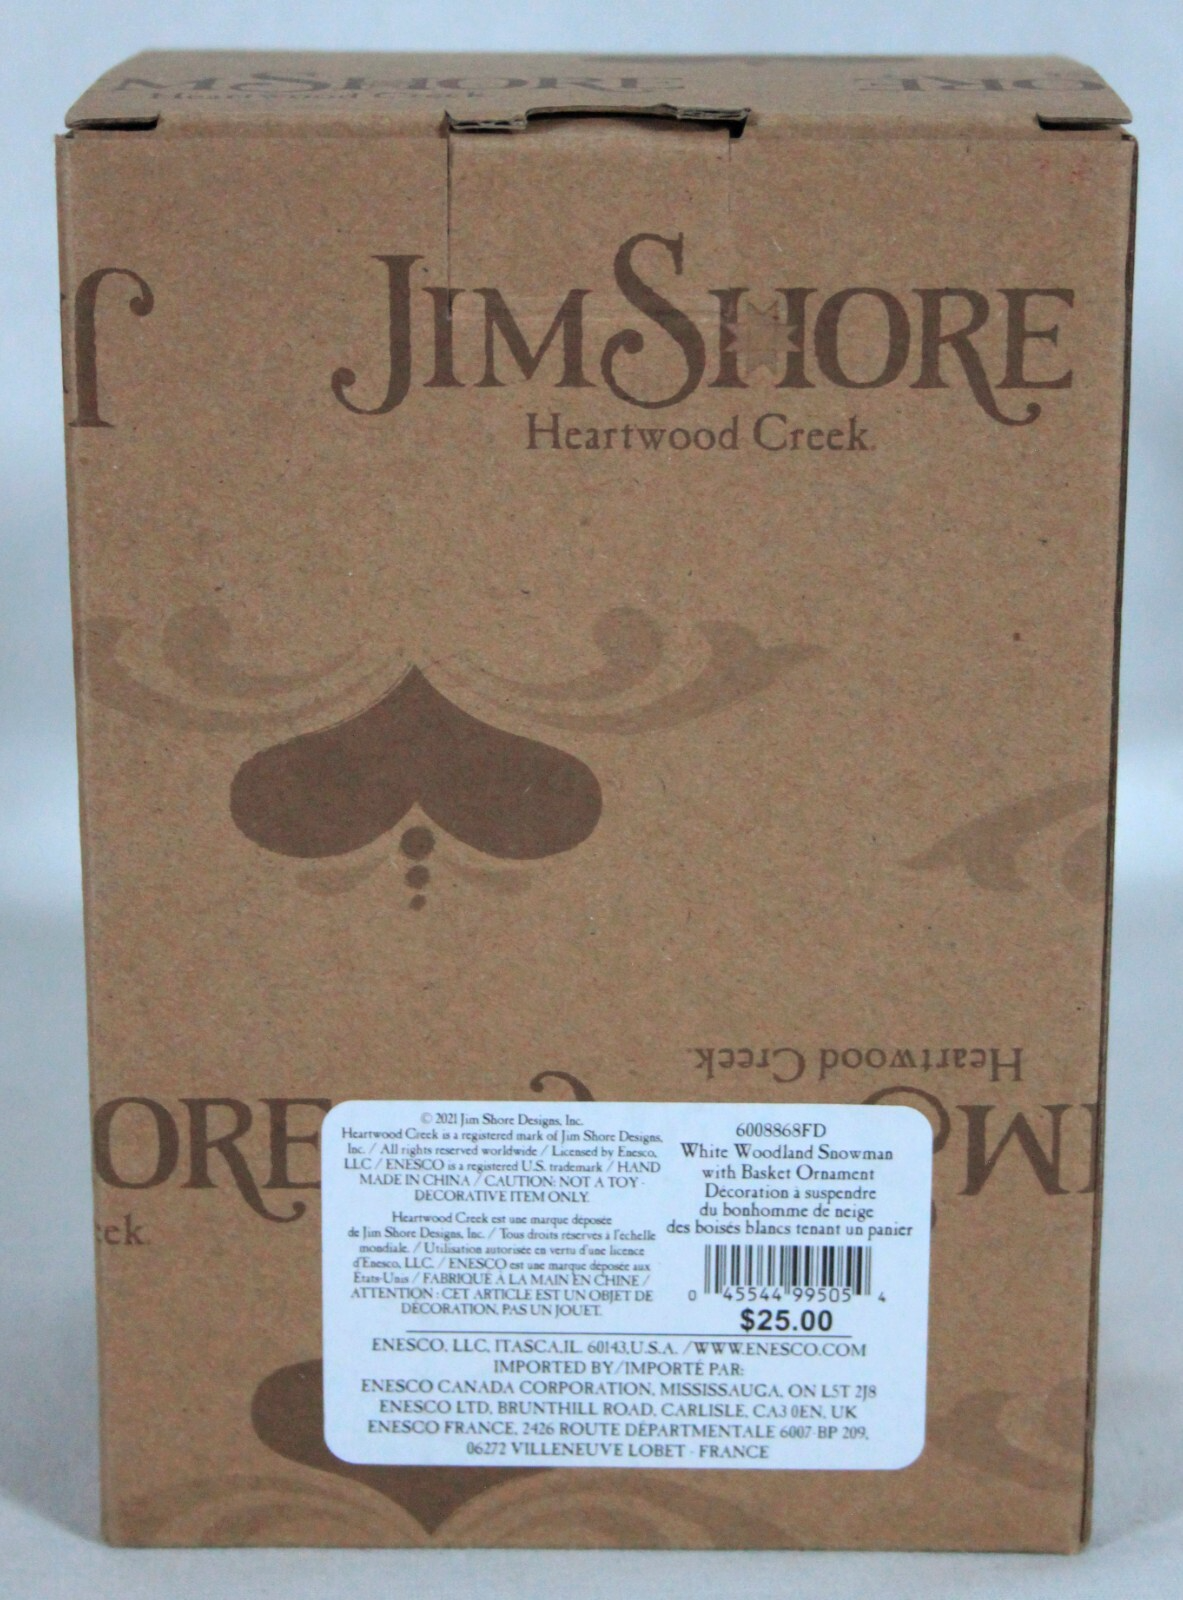 MSHORE
Heartwood Creek
ORE
J
JIMSHORE
Heartwood Creek.
Heartwood Creek.
ORE
IM
eek.
© 2021 Jim Shore Designs, Inc.
Heartwood Creek is a registered mark of Jim Shore Designs,
Inc. / All rights reserved worldwide / Licensed by Enesco,
LLC / ENESCO is a registered U.S. trademark / HAND
MADE IN CHINA / CAUTION: NOT A TOY -
DECORATIVE ITEM ONLY.
Heartwood Creek est une marque déposée
de Jim Shore Designs, Inc. / Tous droits réservés à l'échelle
mondiale. / Utilisation autorisée en vertu d'une licence
d'Enesco, LLC. / ENESCO est une marque déposée aux
États-Unis / FABRIQUÉ À LA MAIN EN CHINE /
ATTENTION : CET ARTICLE EST UN OBJET DE
DÉCORATION, PAS UN JOUET.
6008868FD
White Woodland Snowman
with Basket Ornament
Décoration à suspendre
du bonhomme de neige
des boisés blancs tenant un panier
0 45544 99505 4
$25.00
ENESCO, LLC, ITASCA,IL 60143,U.S.A. /WWW.ENESCO.COM
IMPORTED BY/IMPORTÉ PAR:
ENESCO CANADA CORPORATION, MISSISSAUGA, ON L5T 2J8
ENESCO LTD, BRUNTHILL ROAD, CARLISLE, CA3 0EN, UK
ENESCO FRANCE, 2426 ROUTE DÉPARTMENTALE 6007-BP 209,
06272 VILLENEUVE LOBET - FRANCE